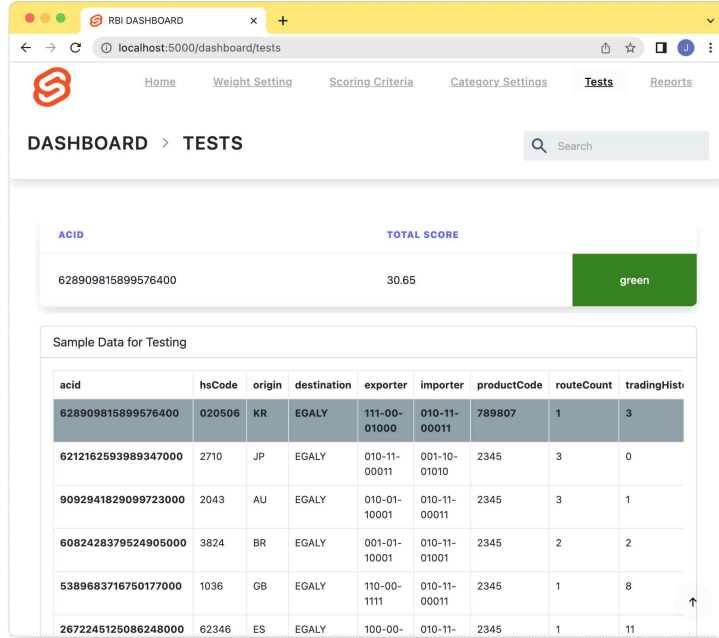 RBI DASHBOARD
localhost:5000/dashboard/tests
J
Home Weight Setting Scoring Criteria Category Settings Tests Reports
DASHBOARD > TESTS
Search
ACID TOTAL SCORE
628909815899576400 30.65 green
Sample Data for Testing
acid hsCode origin destination exporter importer productCode routeCount tradingHisto
628909815899576400 020506 KR EGALY 111-00- 010-11- 789807 1 3
01000 00011
6212162593989347000 2710 JP EGALY 010-11- 001-10- 2345 3 0
00011 01010
9092941829099723000 2043 AU EGALY 010-01- 010-11- 2345 3 1
10001 00011
6082428379524905000 3824 BR EGALY 001-01- 010-11- 2345 2 2
10001 01001
5389683716750177000 1036 GB EGALY 110-00- 010-11- 2345 1 8
1111 00011
2672245125086248000 62346 ES EGALY 100-00- 010-11- 2345 1 11